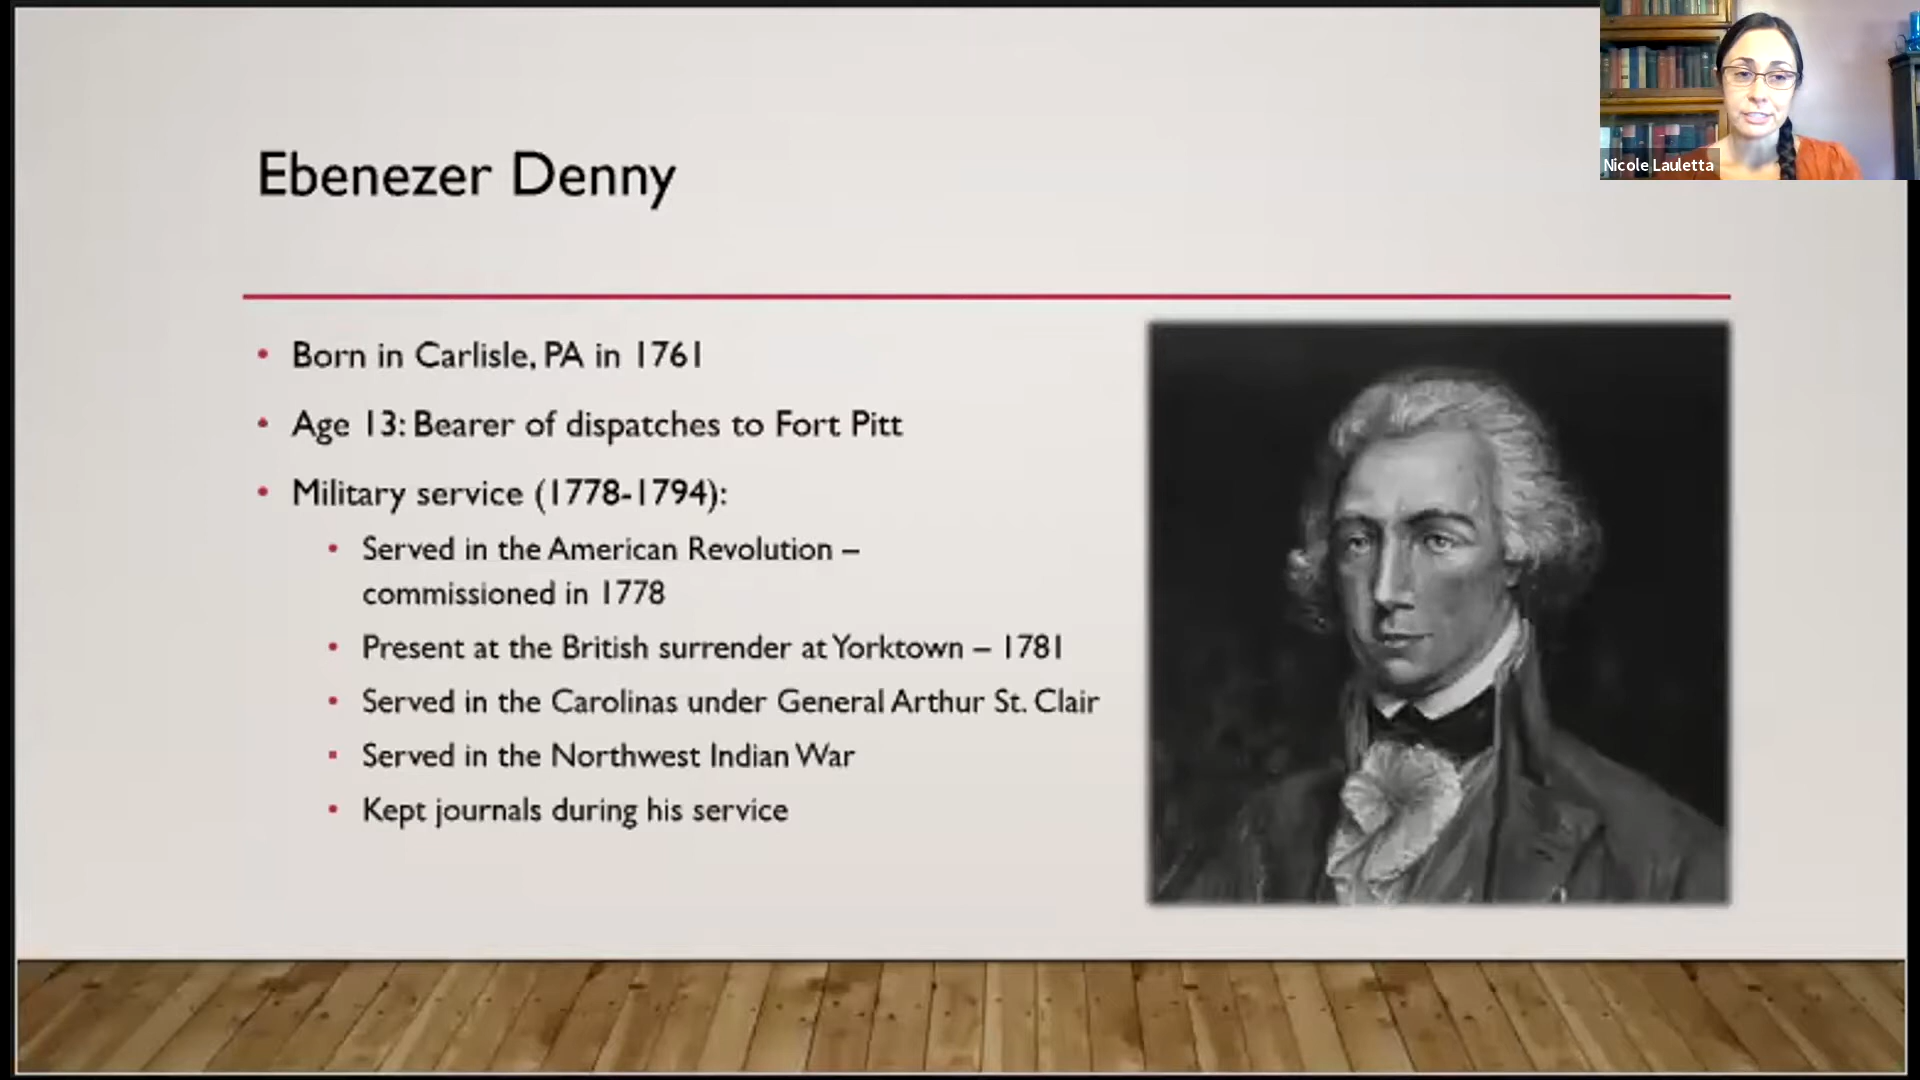 Ebenezer Denny
Nicole Lauletta
• Born in Carlisle, PA in 1761
• Age 13: Bearer of dispatches to Fort Pitt
• Military service (1778-1794):
• Served in the American Revolution –
commissioned in 1778
• Present at the British surrender at Yorktown – 1781
• Served in the Carolinas under General Arthur St. Clair
• Served in the Northwest Indian War
• Kept journals during his service